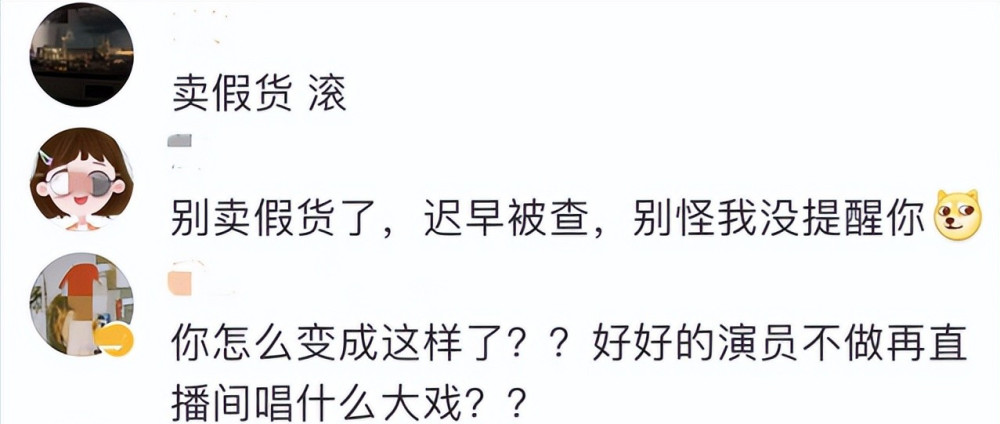 卖假货 滚
别卖假货了，迟早被查，别怪我没提醒你
你怎么变成这样了？？好好的演员不做再直
播间唱什么大戏？？